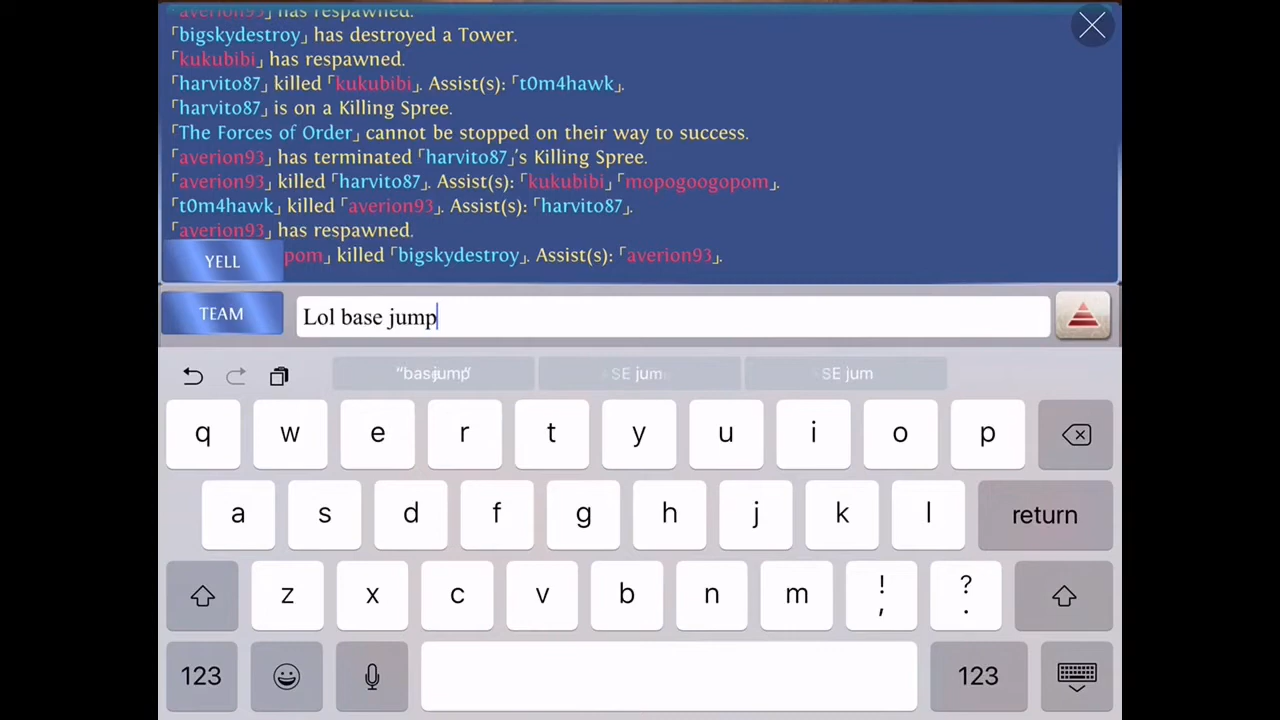 「averion93」 has respawned.
「bigskydestroy」 has destroyed a Tower.
「kukubibi」 has respawned.
「harvito87」 killed 「kukubibi」. Assist(s): 「t0m4hawk」.
「harvito87」 is on a Killing Spree.
「The Forces of Order」 cannot be stopped on their way to success.
「averion93」 has terminated 「harvito87」's Killing Spree.
「averion93」 killed 「harvito87」. Assist(s): 「kukubibi」 「mopogoogopom」.
「t0m4hawk」 killed 「averion93」. Assist(s): 「harvito87」.
「averion93」 has respawned.
pom」 killed 「bigskydestroy」. Assist(s): 「averion93」.
YELL
TEAM
Lol base jump
SE jum SE jum
q w e r t y u i o p
a s d f g h j k l return
z x c v b n m ! , ? .
123 123